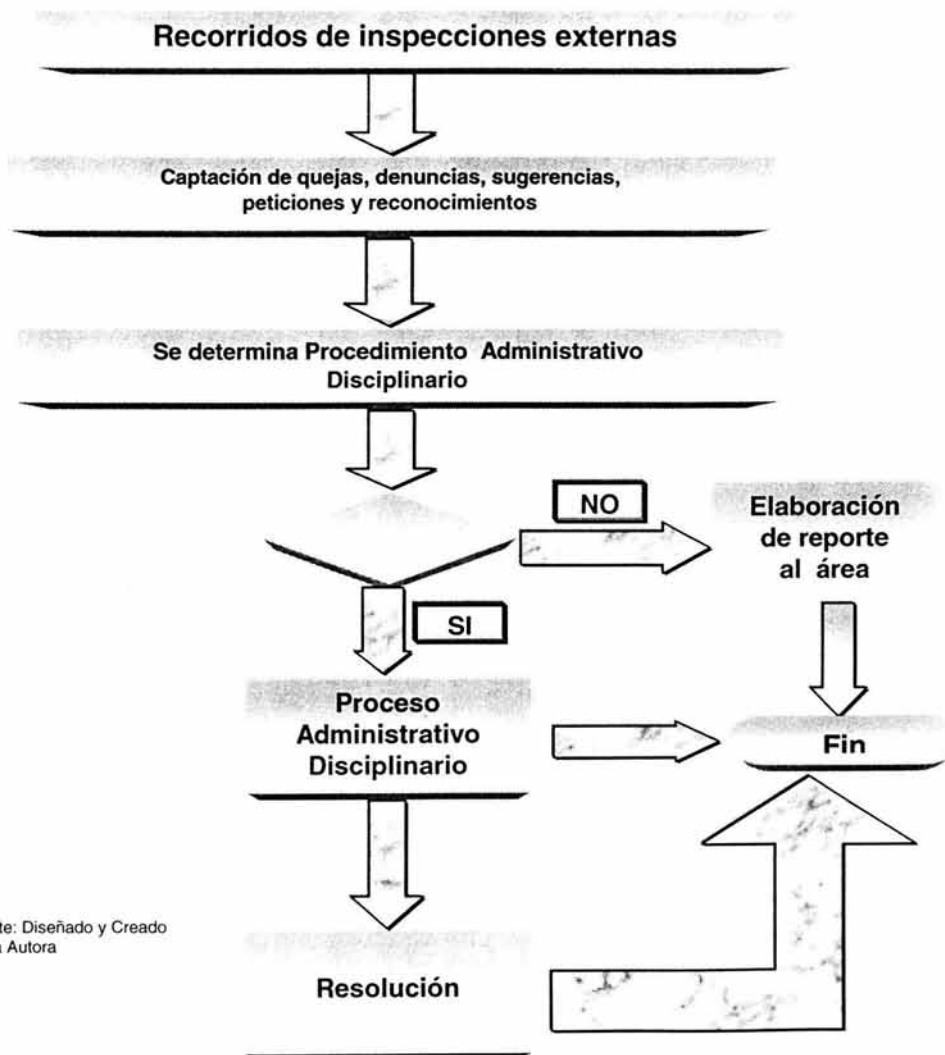 Recorridos de inspecciones externas
Captación de quejas, denuncias, sugerencias,
peticiones y reconocimientos
Se determina Procedimiento Administrativo
Disciplinario
NO
Elaboración
de reporte
al área
SI
Proceso
Administrativo
Disciplinario
Fin
te: Diseñado y Creado
Autora
Resolución